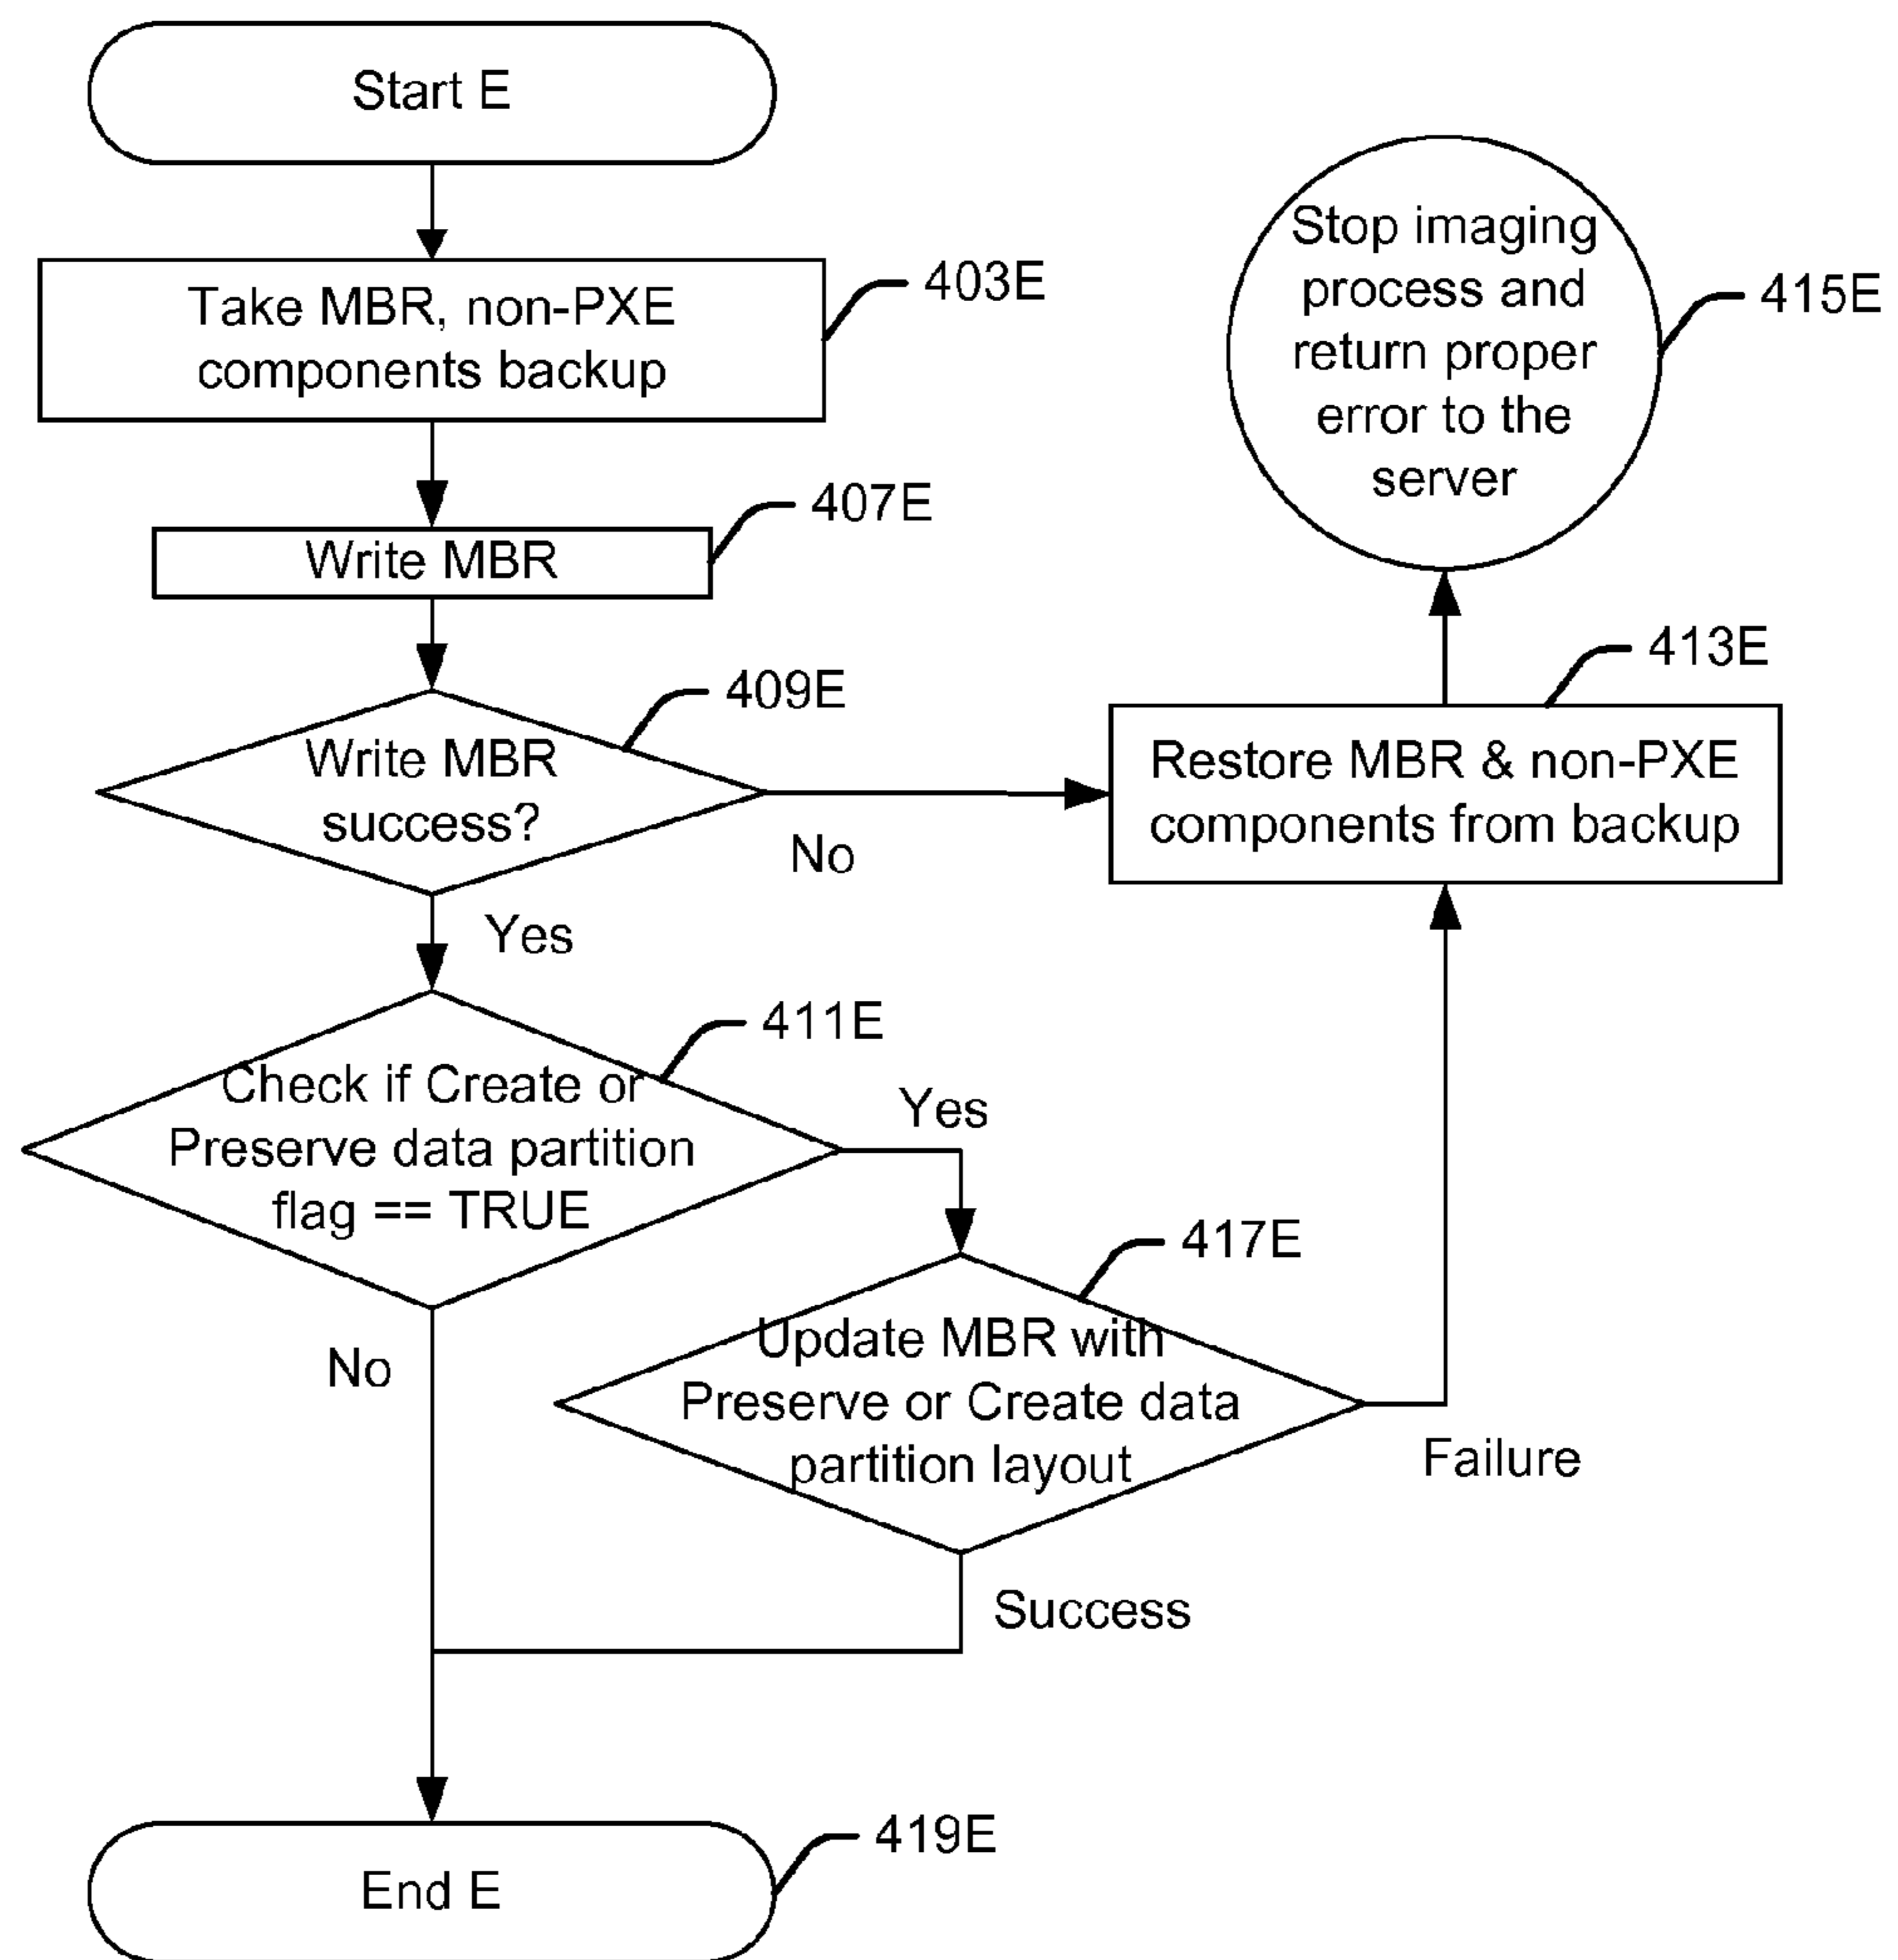 Start E
Take MBR, non-PXE
components backup
403E
Write MBR
407E
Write MBR
success?
409E
No
Yes
Restore MBR & non-PXE
components from backup
413E
Stop imaging
process and
return proper
error to the
server
415E
Check if Create or
Preserve data partition
flag == TRUE
411E
Yes
No
Update MBR with
Preserve or Create data
partition layout
417E
Failure
Success
End E
419E